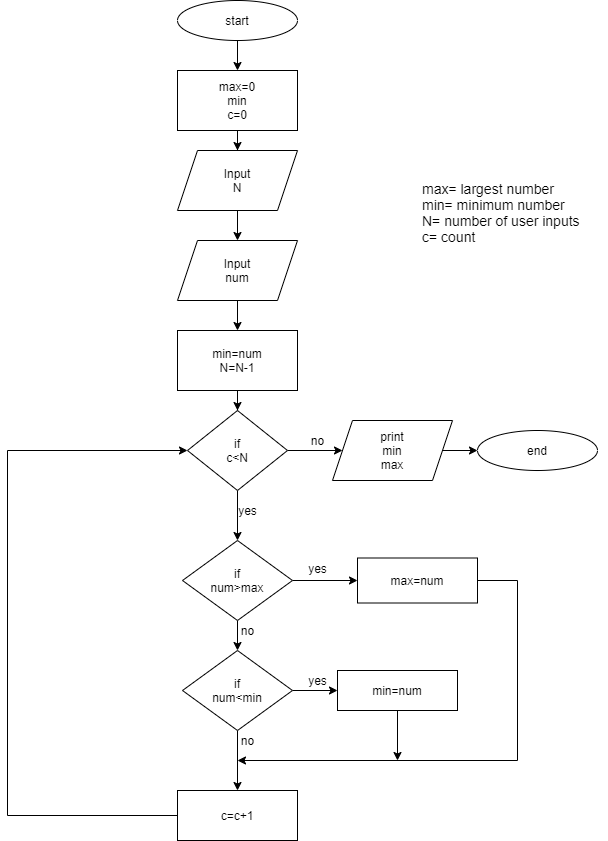 start
max=0
min
c=0
Input
N
max= largest number
min= minimum number
N= number of user inputs
c= count
Input
num
min=num
N=N-1
if
c<N
no
print
min
max
end
yes
if
num>max
yes
max=num
no
if
num<min
yes
min=num
no
c=c+1